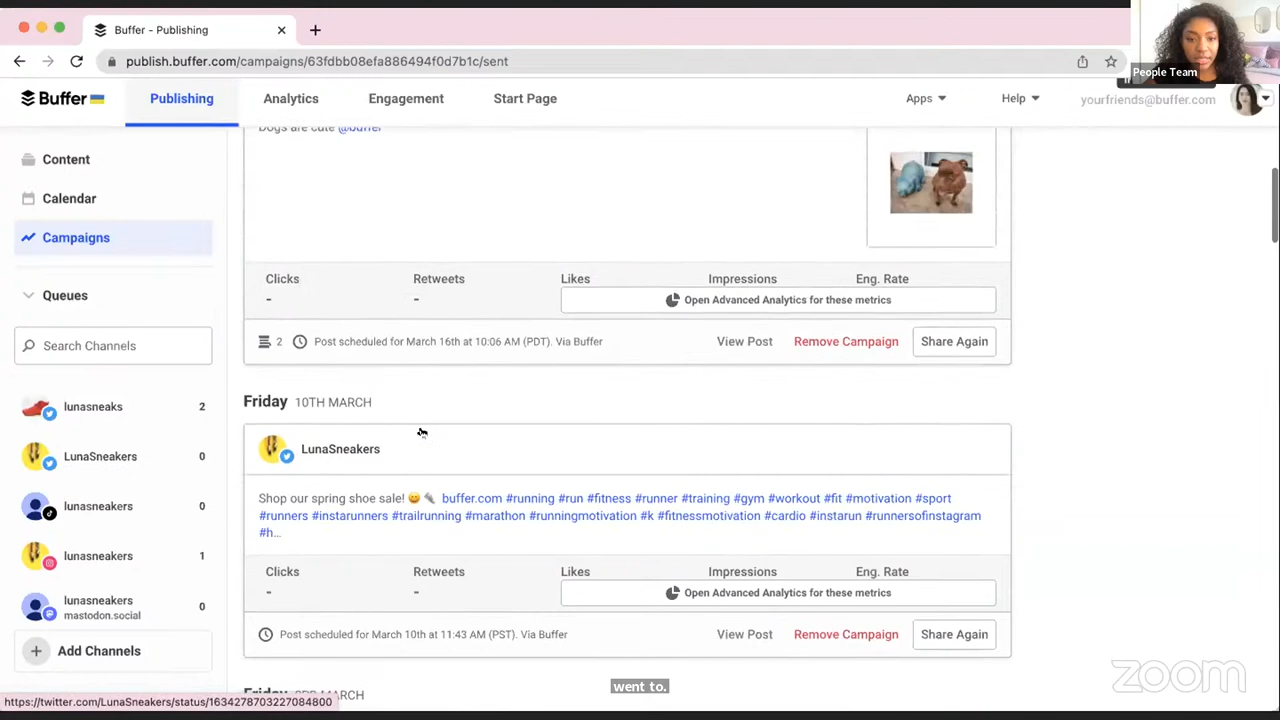 Buffer - Publishing
publish.buffer.com/campaigns/63fdbb08efa886494f0d7b1c/sent
People Team
Buffer
Publishing
Analytics
Engagement
Start Page
Apps
Help
yourfriends@buffer.com
Content
Calendar
Campaigns
Queues
Search Channels
lunasneaks 2
LunaSneakers 0
lunasneakers 0
lunasneakers 1
lunasneakers 0
mastodon.social
Add Channels
Dogs are cute @buffer
Clicks Retweets Likes Impressions Eng. Rate
- - Open Advanced Analytics for these metrics
2 Post scheduled for March 16th at 10:06 AM (PDT). Via Buffer View Post Remove Campaign Share Again
Friday 10TH MARCH
LunaSneakers
Shop our spring shoe sale! 😀 buffer.com #running #run #fitness #runner #training #gym #workout #fit #motivation #sport
#runners #instarunners #trailrunning #marathon #runningmotivation #k #fitnessmotivation #cardio #instarun #runnersofinstagram
#h...
Clicks Retweets Likes Impressions Eng. Rate
- - Open Advanced Analytics for these metrics
Post scheduled for March 10th at 11:43 AM (PST). Via Buffer View Post Remove Campaign Share Again
Friday MARCH
went to.
https://twitter.com/LunaSneakers/status/1634278703227084800
zoom